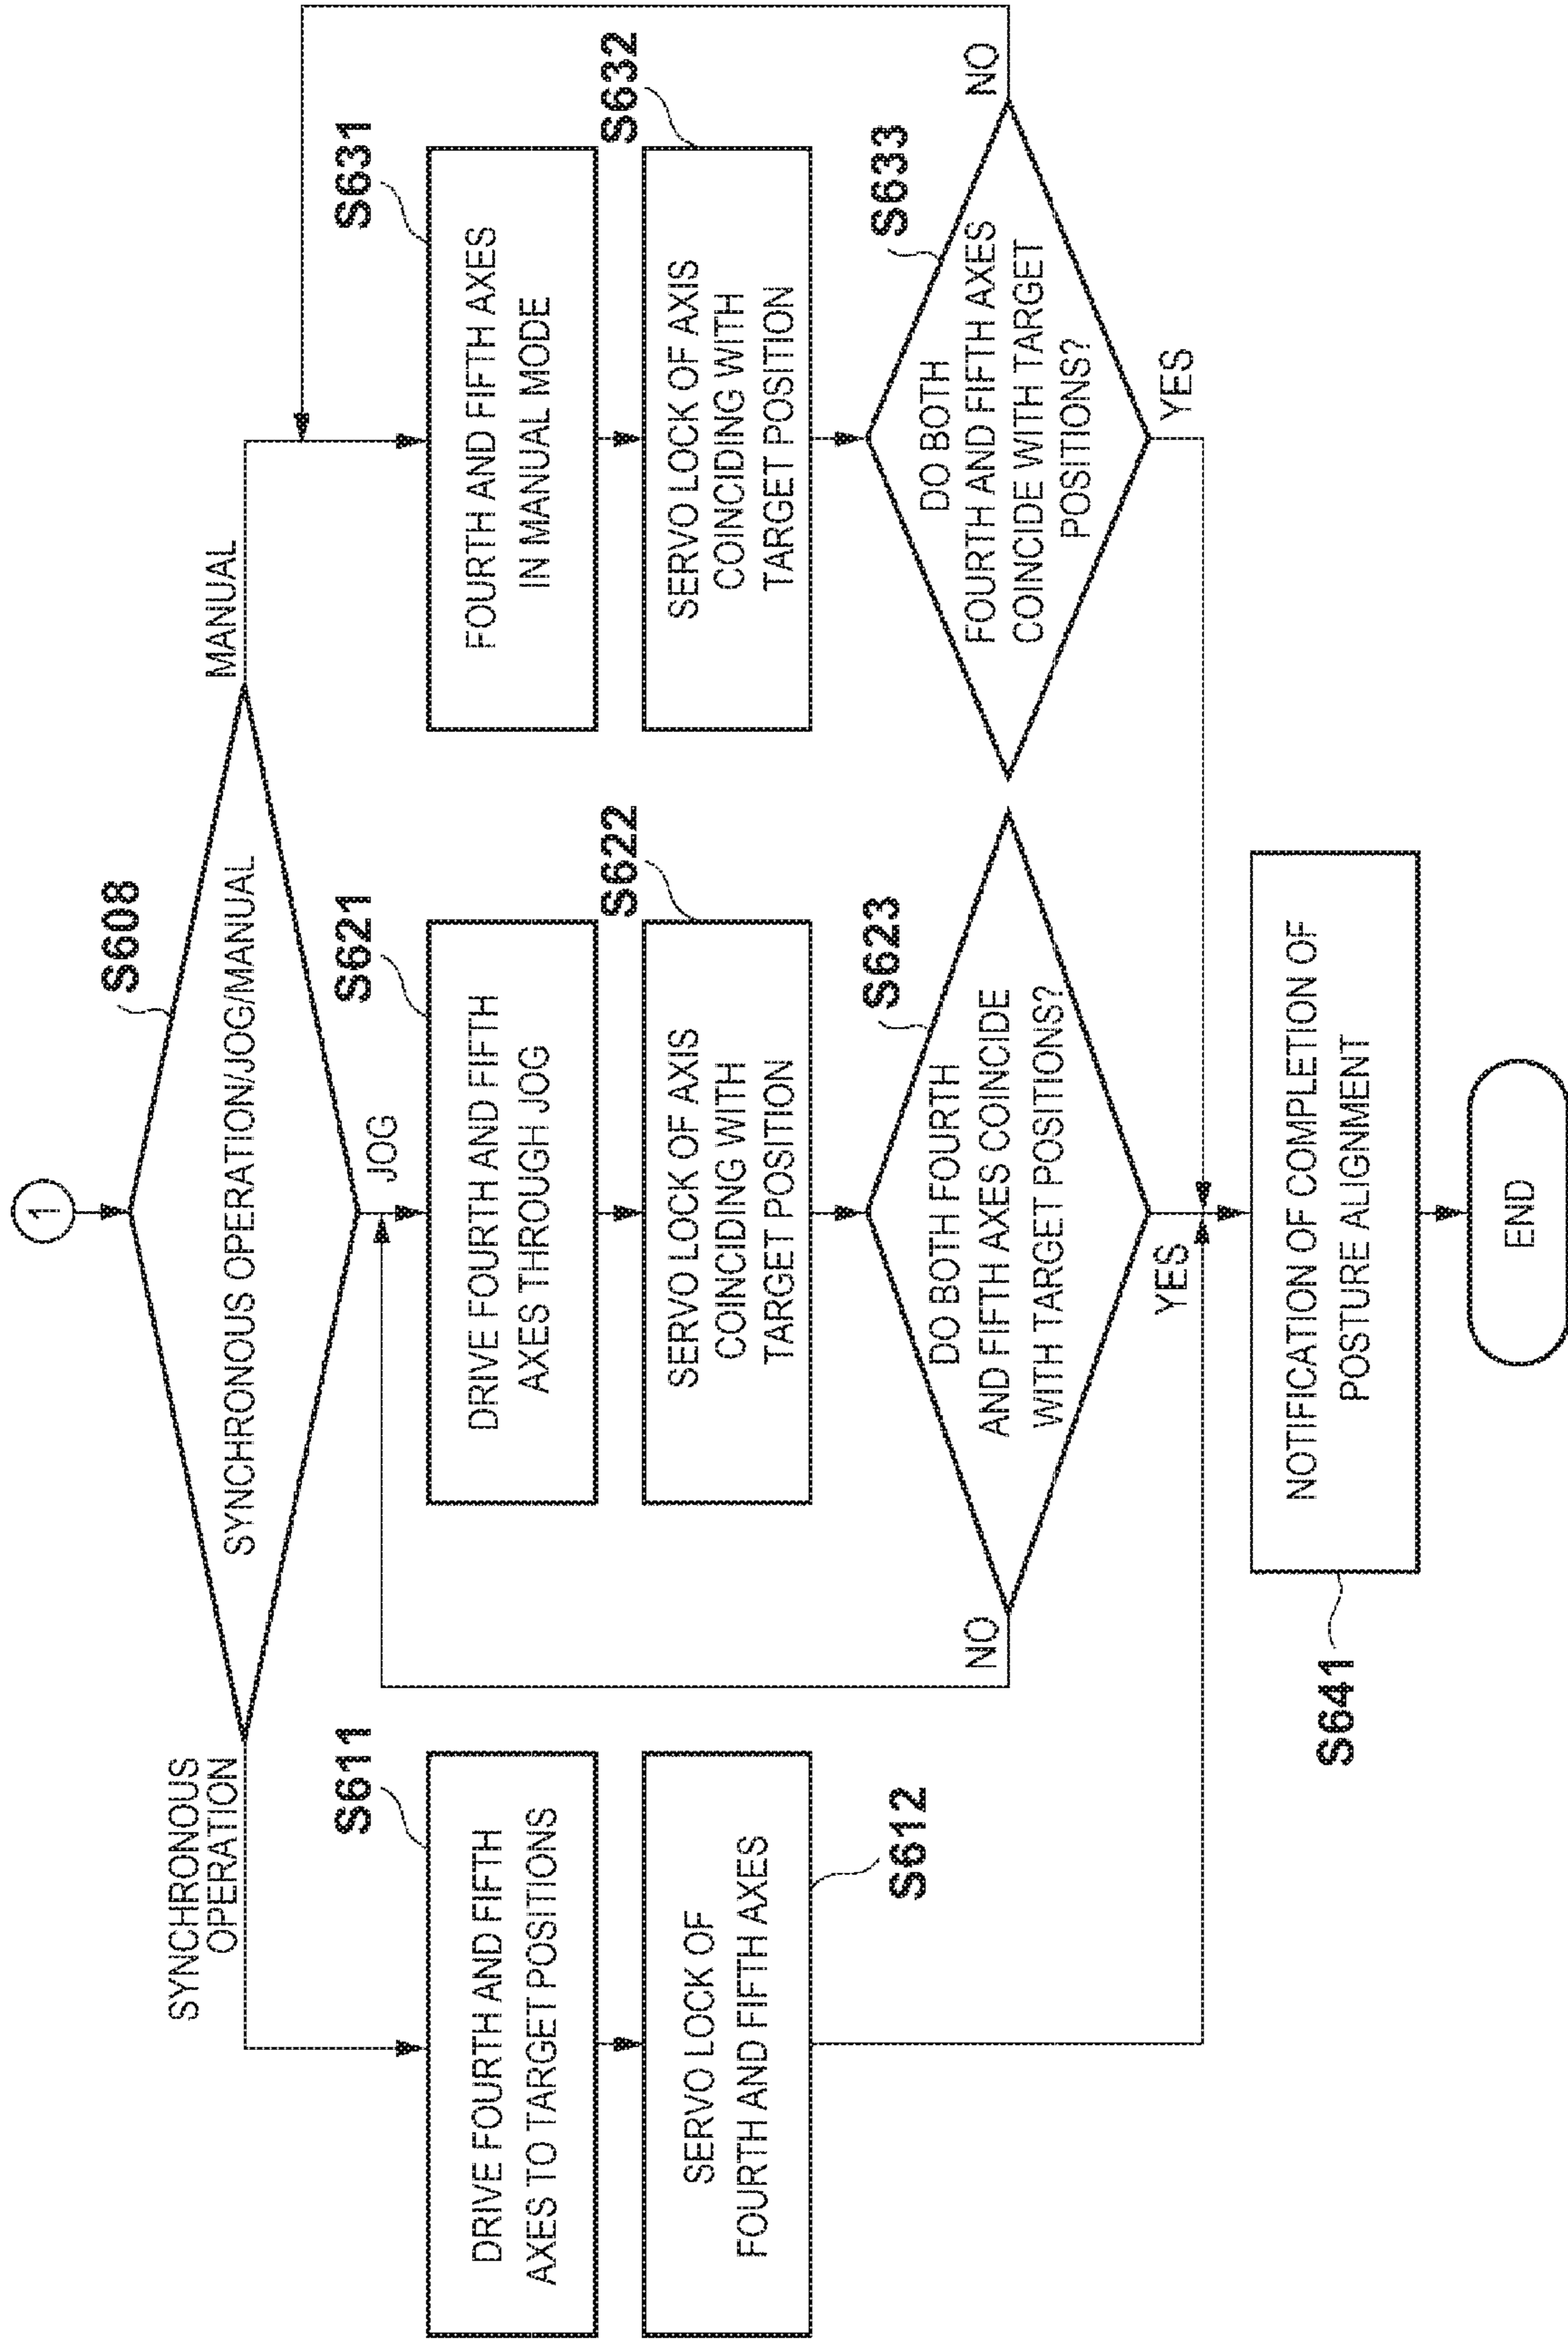 1
S608
SYNCHRONOUS OPERATION/JOG/MANUAL
SYNCHRONOUS
OPERATION
JOG
MANUAL
S611
DRIVE FOURTH AND FIFTH
AXES TO TARGET POSITIONS
S612
SERVO LOCK OF
FOURTH AND FIFTH AXES
S621
DRIVE FOURTH AND FIFTH
AXES THROUGH JOG
S622
SERVO LOCK OF AXIS
COINCIDING WITH
TARGET POSITION
S623
DO BOTH FOURTH
AND FIFTH AXES COINCIDE
WITH TARGET POSITIONS?
NO
YES
S631
FOURTH AND FIFTH AXES
IN MANUAL MODE
S632
SERVO LOCK OF AXIS
COINCIDING WITH
TARGET POSITION
S633
DO BOTH
FOURTH AND FIFTH AXES
COINCIDE WITH TARGET
POSITIONS?
NO
YES
S641
NOTIFICATION OF COMPLETION OF
POSTURE ALIGNMENT
END